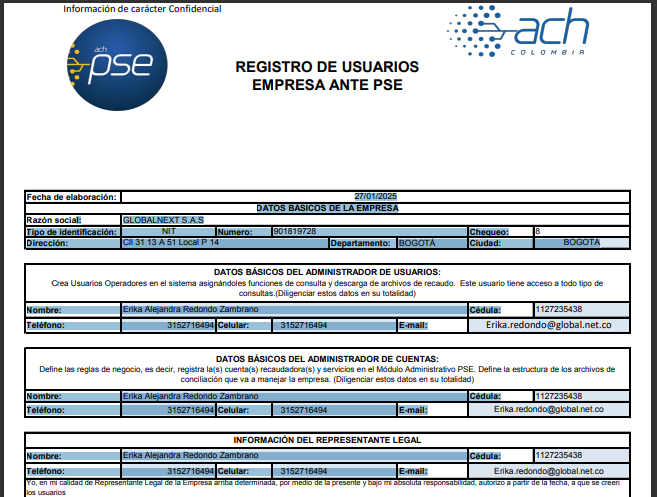 Información de carácter Confidencial
ach
pse
ach
COLOMBIA
REGISTRO DE USUARIOS
EMPRESA ANTE PSE
Fecha de elaboración: 27/01/2025
DATOS BÁSICOS DE LA EMPRESA
Razón social: GLOBALNEXT S.A.S
Tipo de identificación: NIT Numero: 901819728 Chequeo: 8
Dirección: Cll 31 13 A 51 Local P 14 Departamento: BOGOTÁ Ciudad: BOGOTA
DATOS BÁSICOS DEL ADMINISTRADOR DE USUARIOS:
Crea Usuarios Operadores en el sistema asignándoles funciones de consulta y descarga de archivos de recaudo. Este usuario tiene acceso a todo tipo de
consultas.(Diligenciar estos datos en su totalidad)
Nombre: Erika Alejandra Redondo Zambrano Cédula: 1127235438
Teléfono: 3152716494 Celular: 3152716494 E-mail: Erika.redondo@global.net.co
DATOS BÁSICOS DEL ADMINISTRADOR DE CUENTAS:
Define las reglas de negocio, es decir, registra la(s) cuenta(s) recaudadora(s) y servicios en el Módulo Administrativo PSE. Define la estructura de los archivos de
conciliación que va a manejar la empresa. (Diligenciar estos datos en su totalidad)
Nombre: Erika Alejandra Redondo Zambrano Cédula: 1127235438
Teléfono: 3152716494 Celular: 3152716494 E-mail: Erika.redondo@global.net.co
INFORMACIÓN DEL REPRESENTANTE LEGAL
Nombre: Erika Alejandra Redondo Zambrano Cédula: 1127235438
Teléfono: 3152716494 Celular: 3152716494 E-mail: Erika.redondo@global.net.co
Yo, en mi calidad de Representante Legal de la Empresa arriba determinada, por medio de la presente y bajo mi absoluta responsabilidad, autorizo a partir de la fecha, a que se creen
los usuarios